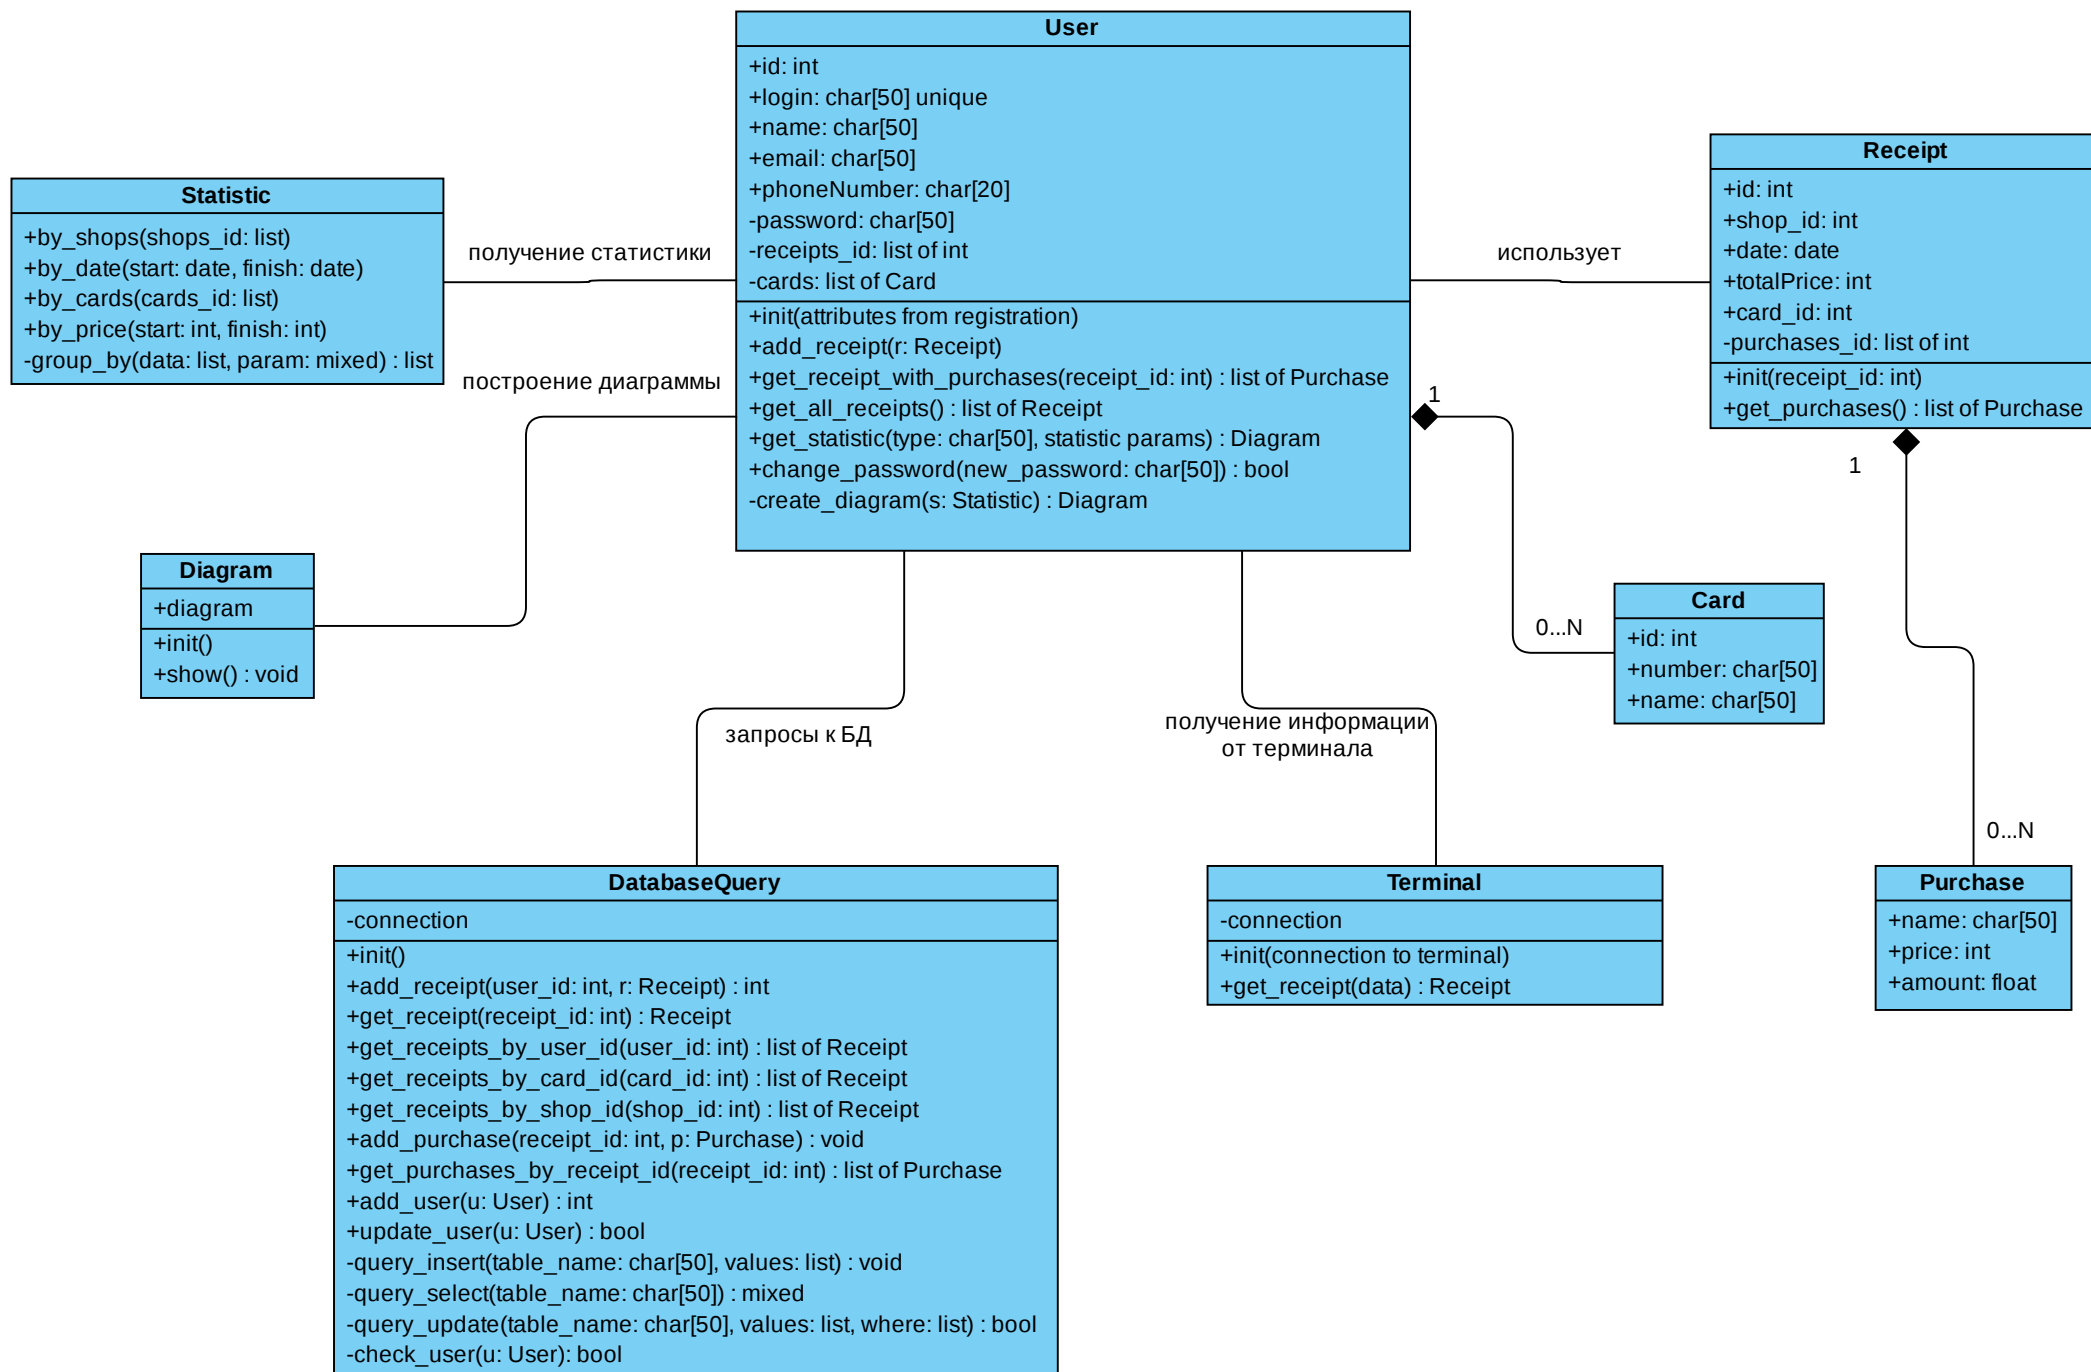 User
+id: int
+login: char[50] unique
+name: char[50]
+email: char[50]
+phoneNumber: char[20]
-password: char[50]
-receipts_id: list of int
-cards: list of Card
+init(attributes from registration)
+add_receipt(r: Receipt)
+get_receipt_with_purchases(receipt_id: int) : list of Purchase
+get_all_receipts() : list of Receipt
+get_statistic(type: char[50], statistic params) : Diagram
+change_password(new_password: char[50]) : bool
-create_diagram(s: Statistic) : Diagram
Statistic
+by_shops(shops_id: list)
+by_date(start: date, finish: date)
+by_cards(cards_id: list)
+by_price(start: int, finish: int)
-group_by(data: list, param: mixed) : list
получение статистики
построение диаграммы
использует
Receipt
+id: int
+shop_id: int
+date: date
+totalPrice: int
+card_id: int
-purchases_id: list of int
+init(receipt_id: int)
+get_purchases() : list of Purchase
1
1
Diagram
+diagram
+init()
+show() : void
0...N
Card
+id: int
+number: char[50]
+name: char[50]
запросы к БД
получение информации
от терминала
0...N
DatabaseQuery
-connection
+init()
+add_receipt(user_id: int, r: Receipt) : int
+get_receipt(receipt_id: int) : Receipt
+get_receipts_by_user_id(user_id: int) : list of Receipt
+get_receipts_by_card_id(card_id: int) : list of Receipt
+get_receipts_by_shop_id(shop_id: int) : list of Receipt
+add_purchase(receipt_id: int, p: Purchase) : void
+get_purchases_by_receipt_id(receipt_id: int) : list of Purchase
+add_user(u: User) : int
+update_user(u: User) : bool
-query_insert(table_name: char[50], values: list) : void
-query_select(table_name: char[50]) : mixed
-query_update(table_name: char[50], values: list, where: list) : bool
-check_user(u: User): bool
Terminal
-connection
+init(connection to terminal)
+get_receipt(data) : Receipt
Purchase
+name: char[50]
+price: int
+amount: float